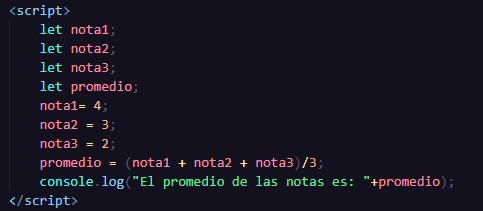 <script>
let nota1;
let nota2;
let nota3;
let promedio;
nota1= 4;
nota2 = 3;
nota3 = 2;
promedio = (nota1 + nota2 + nota3)/3;
console.log("El promedio de las notas es: "+promedio);
</script>